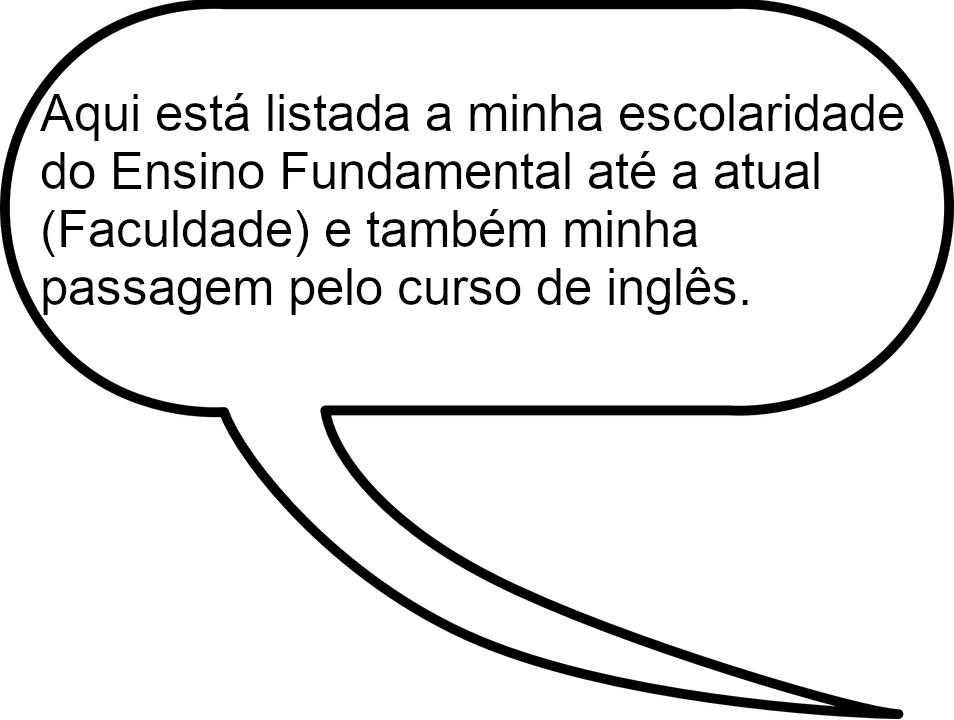 Aqui está listada a minha escolaridade
do Ensino Fundamental até a atual
(Faculdade) e também minha
passagem pelo curso de inglês.